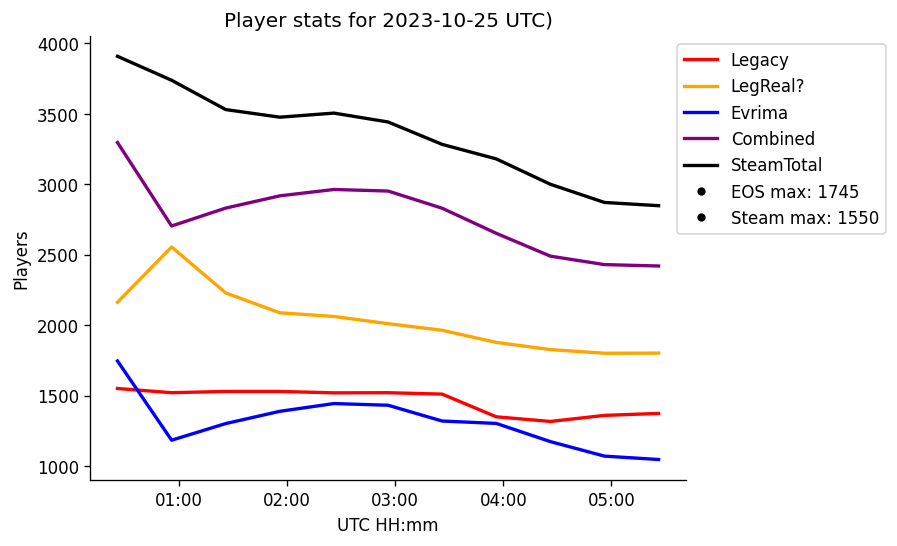 Player stats for 2023-10-25 UTC)
4000
3500
3000
2500
2000
1500
1000
Players
01:00 02:00 03:00 04:00 05:00
UTC HH:mm
Legacy
LegReal?
Evrima
Combined
SteamTotal
EOS max: 1745
Steam max: 1550